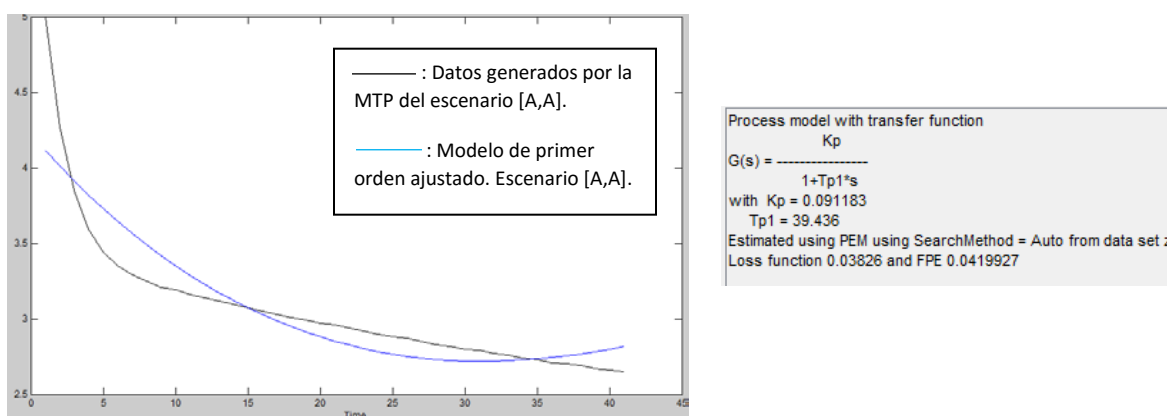 5
4.5
4
3.5
3
2.5
0
5
10
15
20
25
30
35
40
45
Time
: Datos generados por la
MTP del escenario [A,A].
: Modelo de primer
orden ajustado. Escenario [A,A].
Process model with transfer function
Kp
G(s) = ----------------
1+Tp1*s
with Kp = 0.091183
Tp1 = 39.436
Estimated using PEM using SearchMethod = Auto from data set z
Loss function 0.03826 and FPE 0.0419927